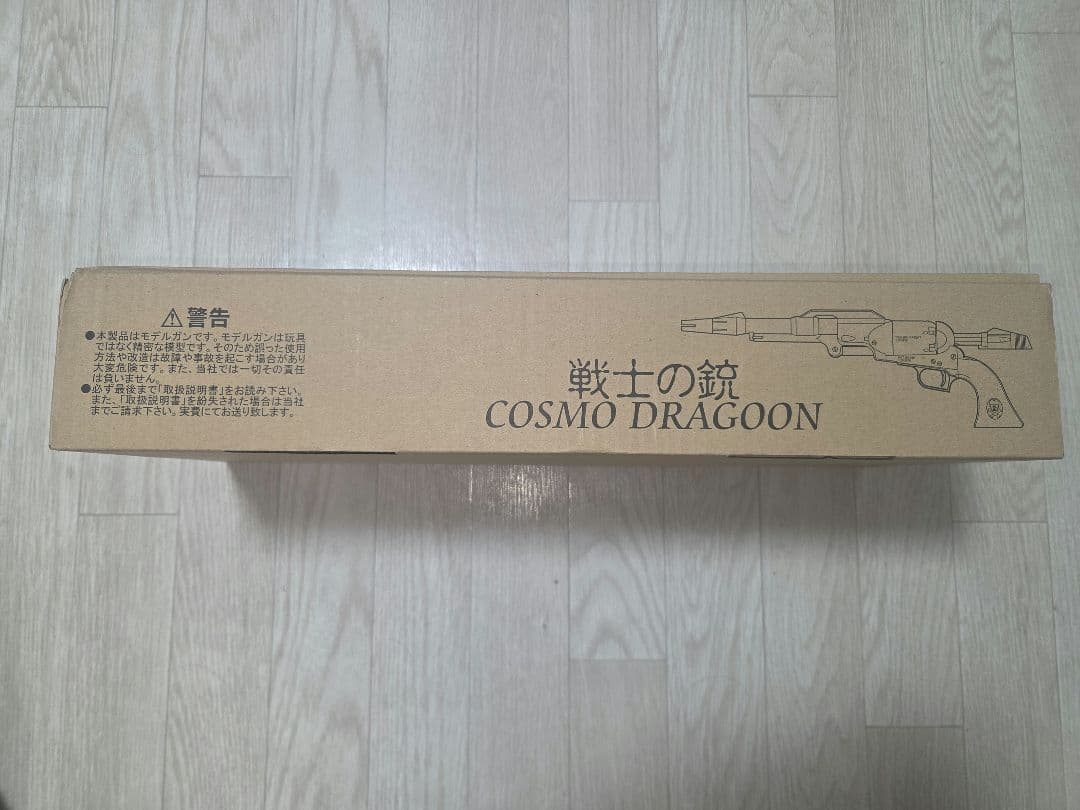 ⚠警告
●本製品はモデルガンです。モデルガンは玩具
ではなく精密な模型です。そのため誤った使用
方法や改造は故障や事故を起こす場合があり
大変危険です。また、当社では一切その責任
は負いません。
●必ず最後まで「取扱説明書」をお読み下さい。
また、「取扱説明書」を紛失された場合は当社
までご請求下さい。実費にてお送り致します。
戦士の銃
COSMO DRAGOON